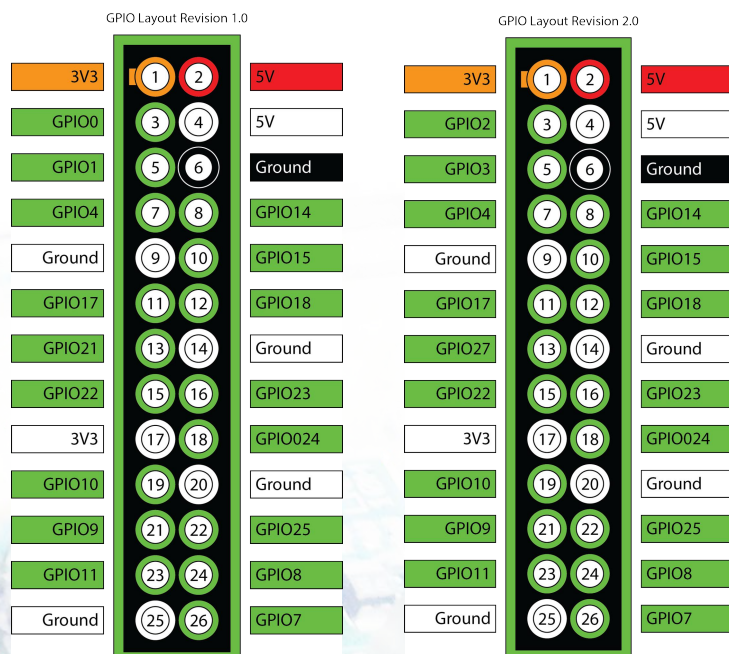 GPIO Layout Revision 1.0
3V3 1 2 5V
GPIO0 3 4 5V
GPIO1 5 6 Ground
GPIO4 7 8 GPIO14
Ground 9 10 GPIO15
GPIO17 11 12 GPIO18
GPIO21 13 14 Ground
GPIO22 15 16 GPIO23
3V3 17 18 GPIO024
GPIO10 19 20 Ground
GPIO9 21 22 GPIO25
GPIO11 23 24 GPIO8
Ground 25 26 GPIO7
GPIO Layout Revision 2.0
3V3 1 2 5V
GPIO2 3 4 5V
GPIO3 5 6 Ground
GPIO4 7 8 GPIO14
Ground 9 10 GPIO15
GPIO17 11 12 GPIO18
GPIO27 13 14 Ground
GPIO22 15 16 GPIO23
3V3 17 18 GPIO024
GPIO10 19 20 Ground
GPIO9 21 22 GPIO25
GPIO11 23 24 GPIO8
Ground 25 26 GPIO7